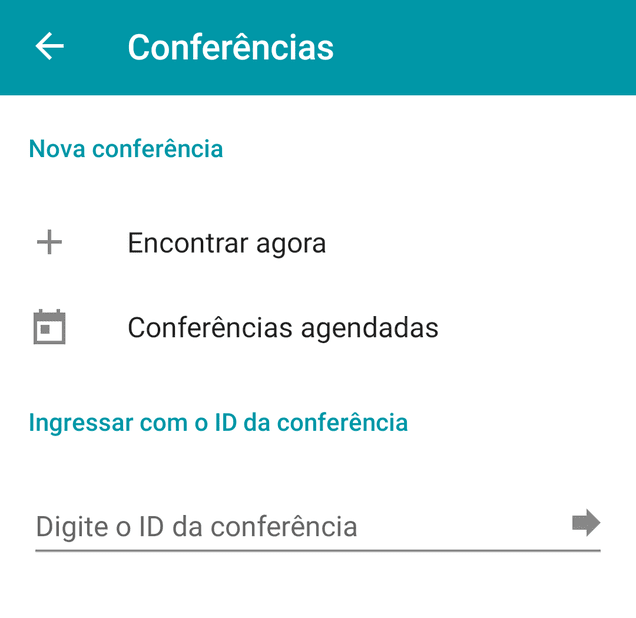 Conferências
Nova conferência
Encontrar agora
Conferências agendadas
Ingressar com o ID da conferência
Digite o ID da conferência